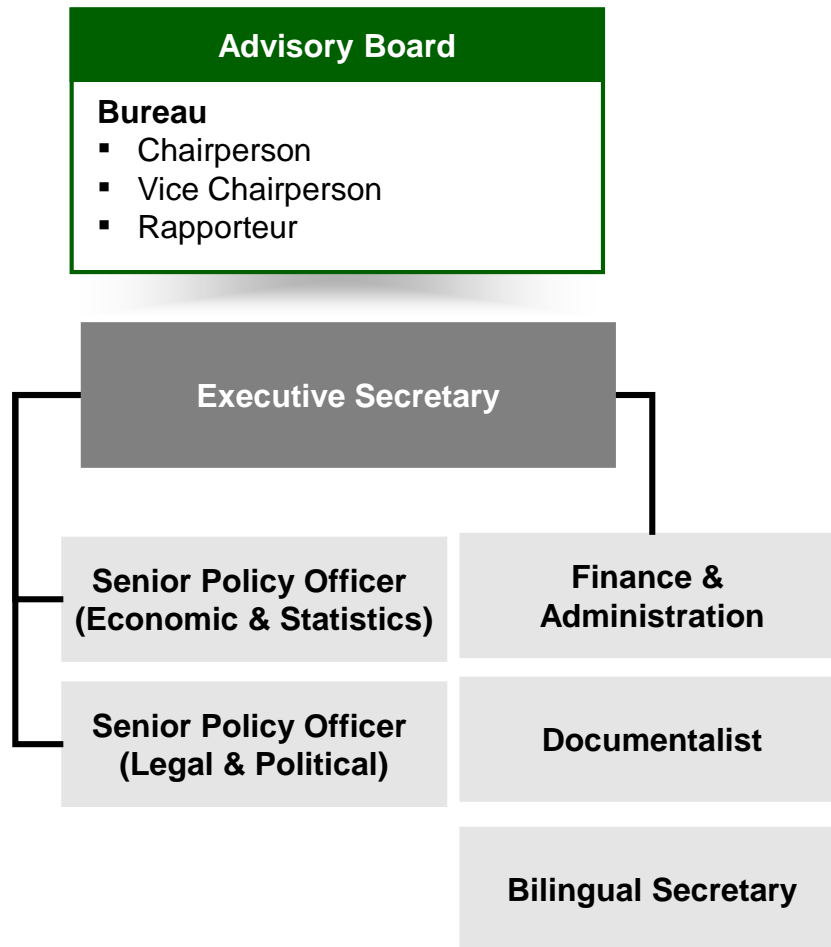 Advisory Board
Bureau
▪ Chairperson
▪ Vice Chairperson
▪ Rapporteur
Executive Secretary
Senior Policy Officer
(Economic & Statistics)
Finance &
Administration
Senior Policy Officer
(Legal & Political)
Documentalist
Bilingual Secretary